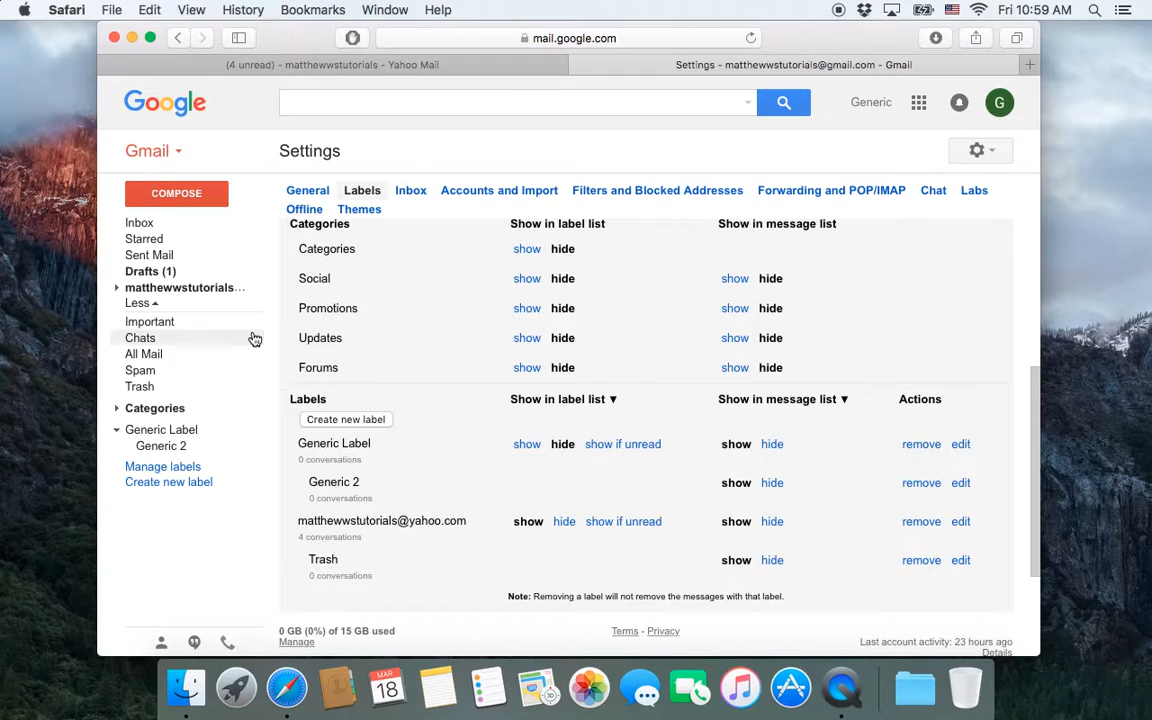 Safari File Edit View History Bookmarks Window Help Fri 10:59 AM
mail.google.com
(4 unread) - matthewwstutorials - Yahoo Mail Settings - matthewwstutorials@gmail.com - Gmail
Google Generic G
Gmail Settings
COMPOSE General Labels Inbox Accounts and Import Filters and Blocked Addresses Forwarding and POP/IMAP Chat Labs
Offline Themes
Inbox
Starred
Sent Mail
Drafts (1)
matthewwstutorials...
Less
Important
Chats
All Mail
Spam
Trash
Categories
Generic Label
Generic 2
Manage labels
Create new label
Categories Show in label list Show in message list
Categories show hide
Social show hide show hide
Promotions show hide show hide
Updates show hide show hide
Forums show hide show hide
Labels Show in label list ▼ Show in message list ▼ Actions
Create new label
Generic Label show hide show if unread show hide remove edit
0 conversations
Generic 2 show hide remove edit
0 conversations
matthewwstutorials@yahoo.com show hide show if unread show hide remove edit
4 conversations
Trash show hide remove edit
0 conversations
Note: Removing a label will not remove the messages with that label.
0 GB (0%) of 15 GB used Terms - Privacy
Manage Last account activity: 23 hours ago
Details
MAR
18